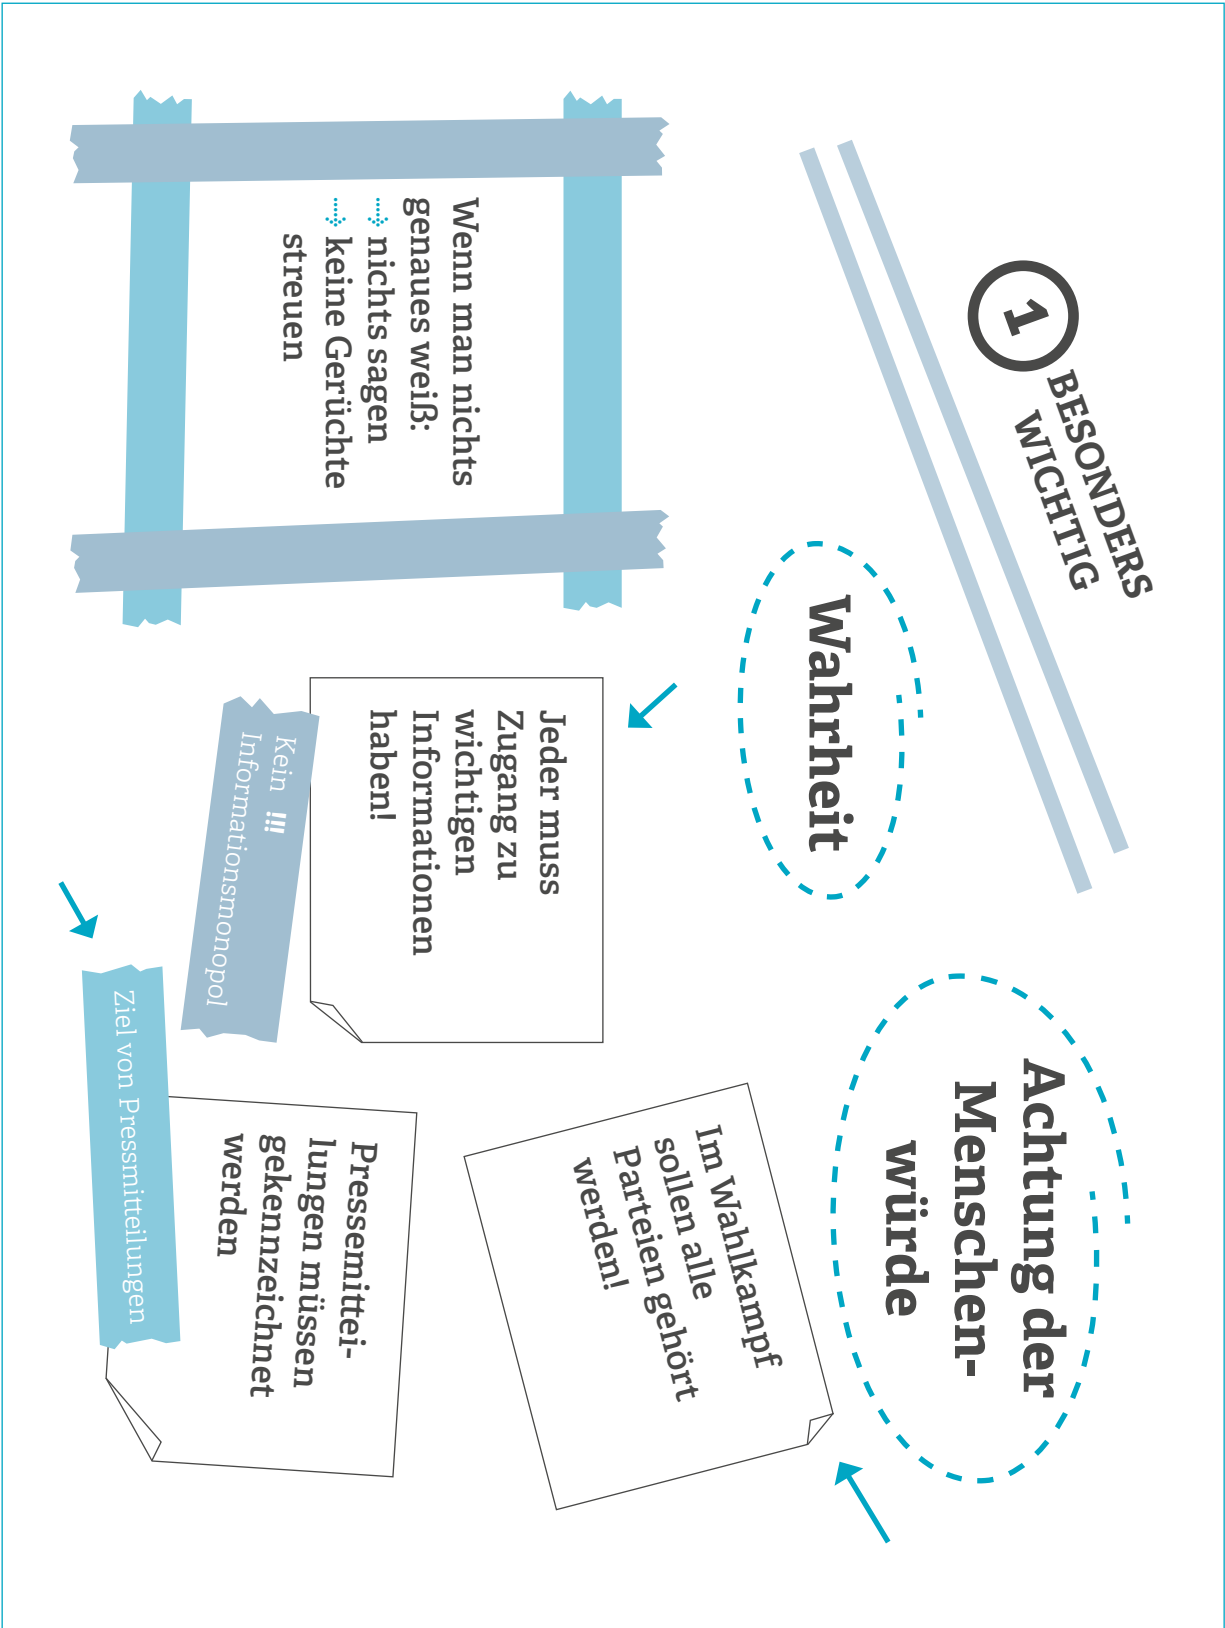 1
BESONDERS
WICHTIG
Wahrheit
Achtung der
Menschen-
würde
Wenn man nichts
genaues weiß:
nichts sagen
keine Gerüchte
streuen
Jeder muss
Zugang zu
wichtigen
Informationen
haben!
Kein !!!
Informationsmonopol
Im Wahlkampf
sollen alle
Parteien gehört
werden!
Pressemittei-
lungen müssen
gekennzeichnet
werden
Ziel von Pressmitteilungen